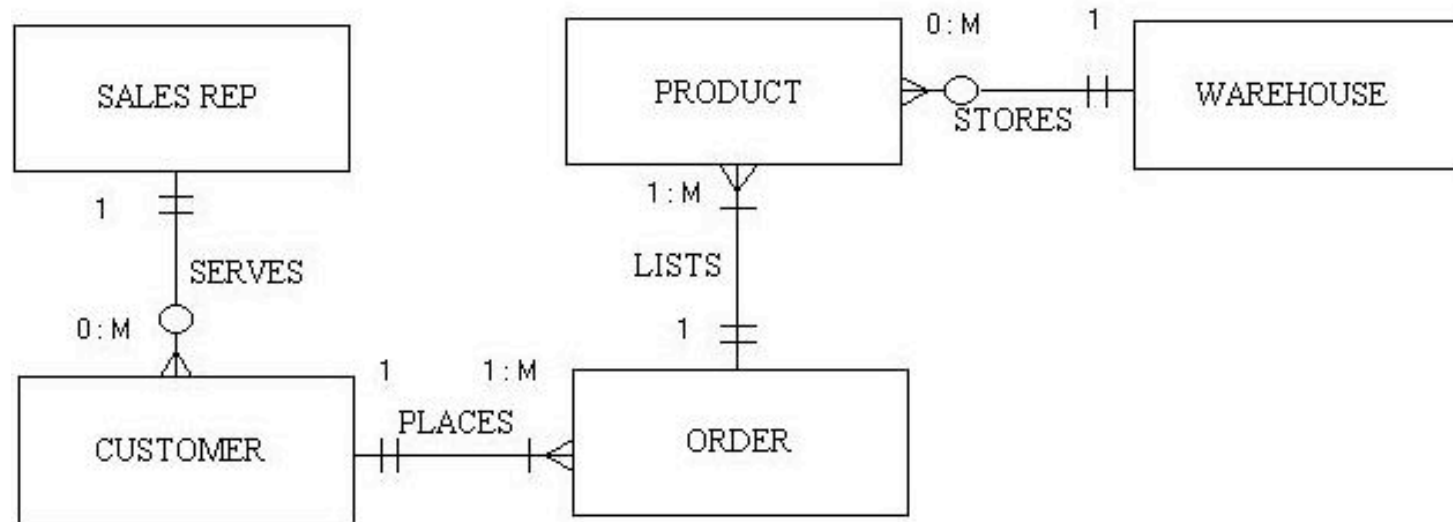 0 : M
1
SALES REP
PRODUCT
WAREHOUSE
STORES
1
1 : M
SERVES
LISTS
0 : M
1
1
1 : M
PLACES
CUSTOMER
ORDER